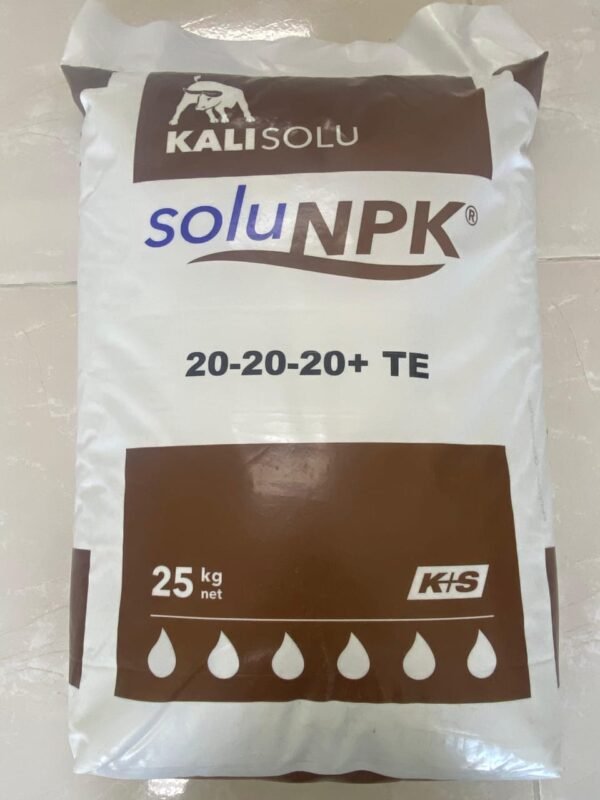 KALISOLU
soluNPK®
20-20-20+ TE
25 kg net
K+S